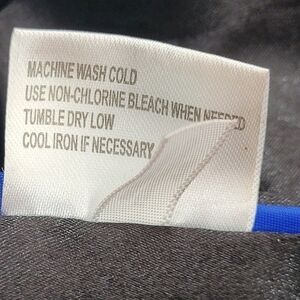 MACHINE WASH COLD
USE NON-CHLORINE BLEACH WHEN NEEDED
TUMBLE DRY LOW
COOL IRON IF NECESSARY